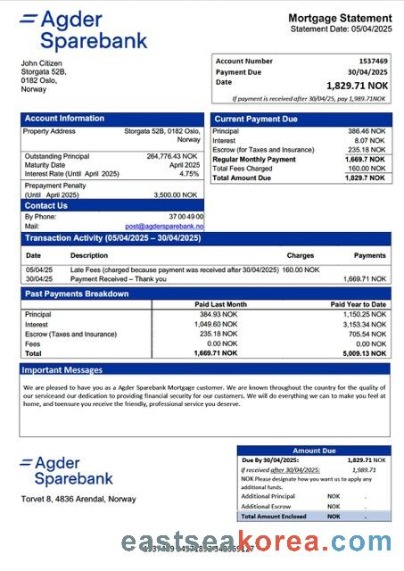 Agder
Sparebank
Mortgage Statement
Statement Date: 05/04/2025
John Citizen
Storgata 52B,
0182 Oslo,
Norway
Account Number 1537469
Payment Due 30/04/2025
Date 1,829.71 NOK
If payment is received after 30/04/25, pay 1,989.71NOK
Account Information
Property Address Storgata 52B, 0182 Oslo,
Norway
Outstanding Principal 264,776.43 NOK
Maturity Date April 2025
Interest Rate (Until April 2025) 4.75%
Prepayment Penalty
(Until April 2025) 3,500.00 NOK
Contact Us
By Phone: 37 00 49 00
Mail: post@agdersparebank.no
Current Payment Due
Principal 386.46 NOK
Interest 8.07 NOK
Escrow (for Taxes and Insurance) 235.18 NOK
Regular Monthly Payment 1,669.7 NOK
Total Fees Charged 160.00 NOK
Total Amount Due 1,829.7 NOK
Transaction Activity (05/04/2025 – 30/04/2025)
Date Description Charges Payments
05/04/25 Late Fees (charged because payment was received after 30/04/2025) 160.00 NOK
30/04/25 Payment Received – Thank you 1,669.71 NOK
Past Payments Breakdown
Paid Last Month Paid Year to Date
Principal 384.93 NOK 1,150.25 NOK
Interest 1,049.60 NOK 3,153.34 NOK
Escrow (Taxes and Insurance) 235.18 NOK 705.54 NOK
Fees 0.00 NOK 0.00 NOK
Total 1,669.71 NOK 5,009.13 NOK
Important Messages
We are pleased to have you as a Agder Sparebank Mortgage customer. We are known throughout the country for the quality of
our serviceand our dedication to providing financial security for our customers. We will do everything we can to make you feel at
home, and toensure you receive the friendly, professional service you deserve.
Agder
Sparebank
Torvet 8, 4836 Arendal, Norway
Amount Due
Due By 30/04/2025: 1,829.71 NOK
If received after 30/04/2025: 1,989.71
NOK Please designate how you want us to apply any
additional funds.
Additional Principal NOK .
Additional Escrow NOK .
Total Amount Enclosed NOK .
eastseakorea.com